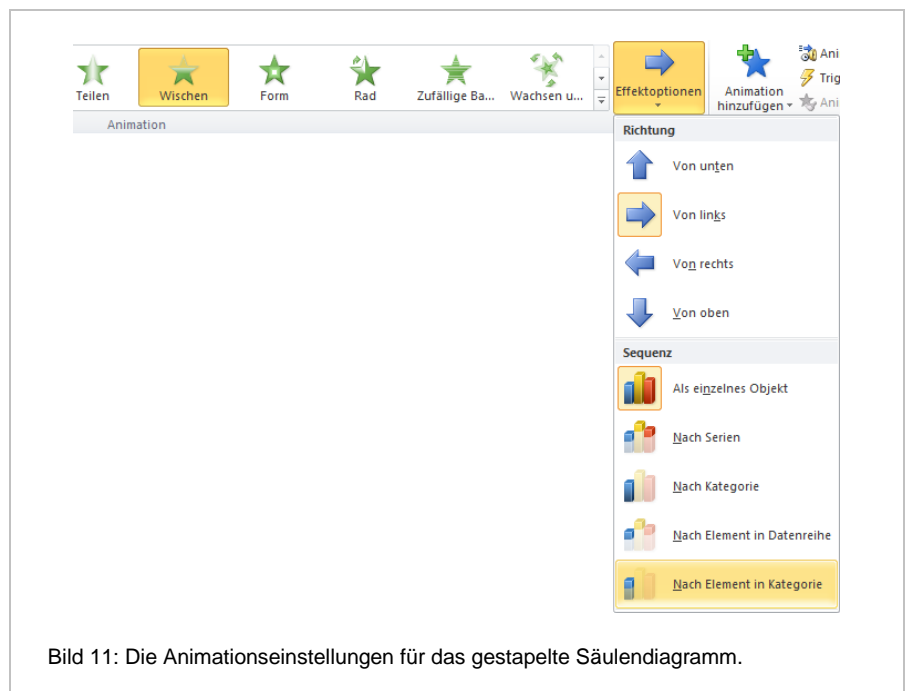 Teilen
Wischen
Form
Rad
Zufällige Ba...
Wachsen u...
Effektoptionen
Animation
hinzufügen
Ani
Trig
Ani
Animation
Richtung
Von unten
Von links
Von rechts
Von oben
Sequenz
Als einzelnes Objekt
Nach Serien
Nach Kategorie
Nach Element in Datenreihe
Nach Element in Kategorie
Bild 11: Die Animationseinstellungen für das gestapelte Säulendiagramm.